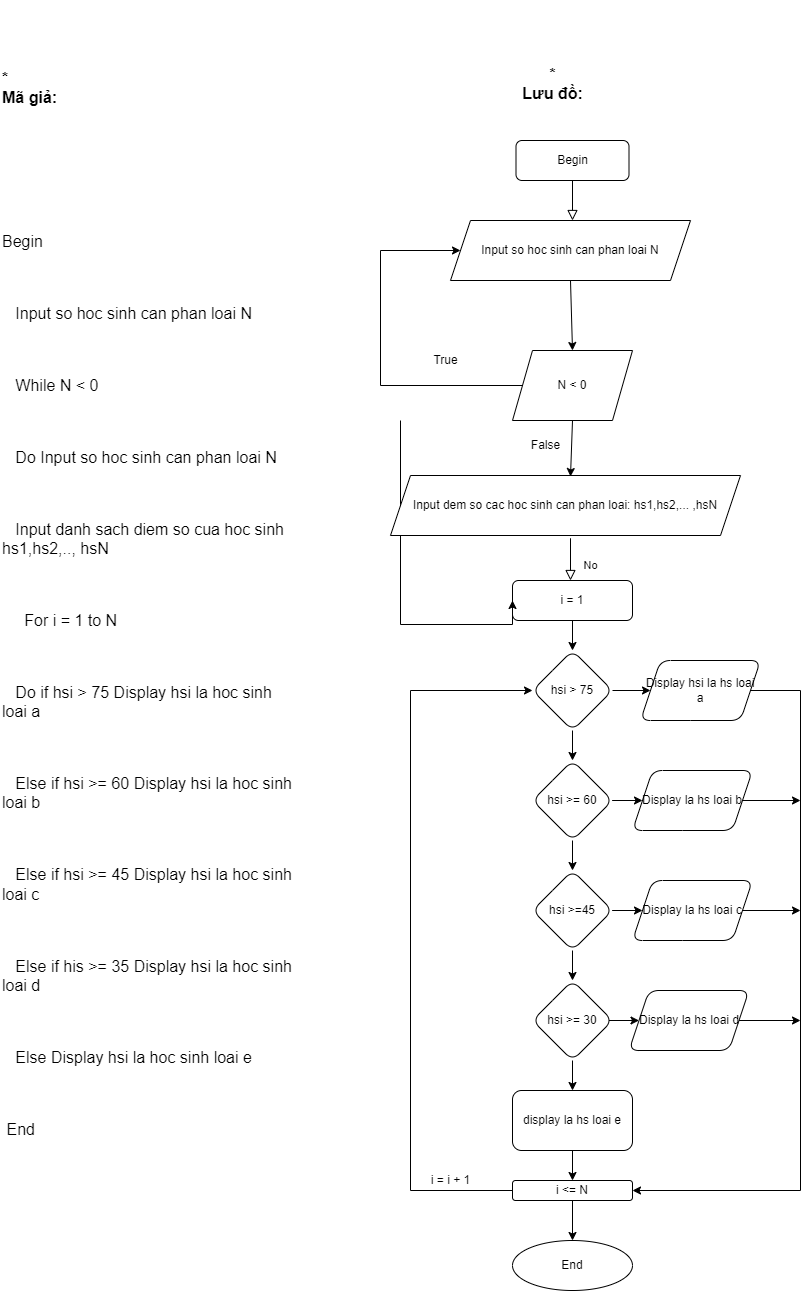 *
Mã giả:
Begin
Input so hoc sinh can phan loai N
While N < 0
Do Input so hoc sinh can phan loai N
Input danh sach diem so cua hoc sinh
hs1,hs2,.., hsN
For i = 1 to N
Do if hsi > 75 Display hsi la hoc sinh
loai a
Else if hsi >= 60 Display hsi la hoc sinh
loai b
Else if hsi >= 45 Display hsi la hoc sinh
loai c
Else if his >= 35 Display hsi la hoc sinh
loai d
Else Display hsi la hoc sinh loai e
End
*
Lưu đồ:
Begin
Input so hoc sinh can phan loai N
True
N < 0
False
Input dem so cac hoc sinh can phan loai: hs1,hs2,... ,hsN
No
i = 1
hsi > 75
Display hsi la hs loai
a
hsi >= 60
Display la hs loai b
hsi >=45
Display la hs loai c
hsi >= 30
Display la hs loai d
display la hs loai e
i = i + 1
i <= N
End